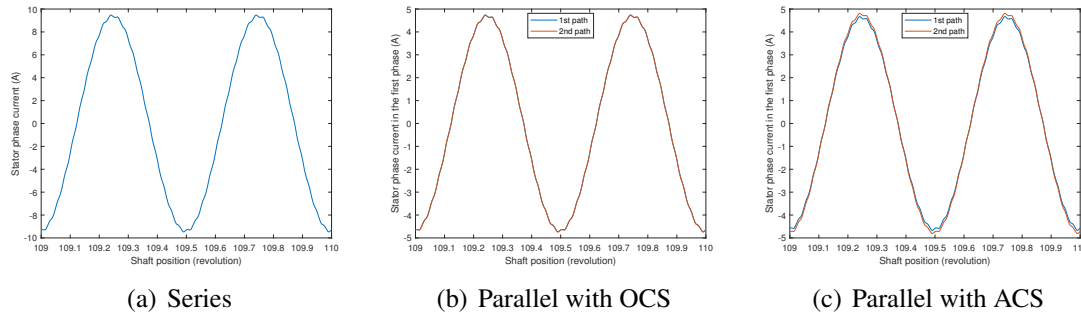 10
8
6
4
2
0
-2
-4
-6
-8
-10
Stator phase current (A)
109 109.1 109.2 109.3 109.4 109.5 109.6 109.7 109.8 109.9 110
Shaft position (revolution)
(a) Series
5
4
3
2
1
0
-1
-2
-3
-4
-5
Stator phase current in the first phase (A)
1st path
2nd path
109 109.1 109.2 109.3 109.4 109.5 109.6 109.7 109.8 109.9 110
Shaft position (revolution)
(b) Parallel with OCS
5
4
3
2
1
0
-1
-2
-3
-4
-5
Stator phase current in the first phase (A)
1st path
2nd path
109 109.1 109.2 109.3 109.4 109.5 109.6 109.7 109.8 109.9 110
Shaft position (revolution)
(c) Parallel with ACS